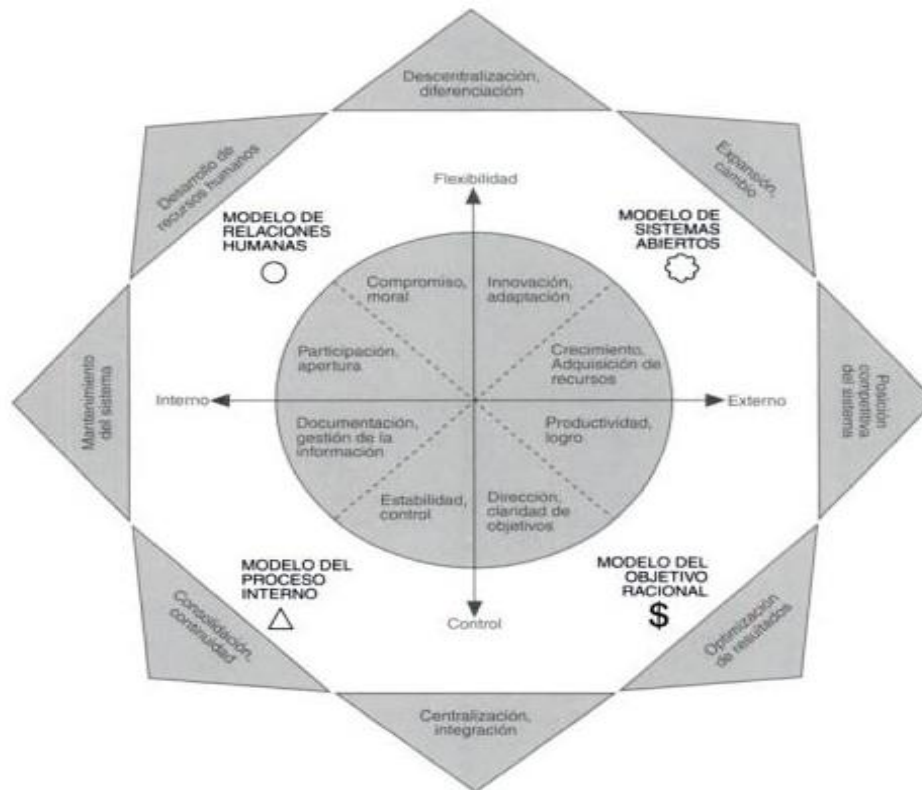 Descentralización,
diferenciación
Desarrollo de
recursos humanos
Expansión,
cambio
Flexibilidad
MODELO DE
RELACIONES
HUMANAS
MODELO DE
SISTEMAS
ABIERTOS
Compromiso,
moral
Innovación,
adaptación
Participación,
apertura
Crecimiento,
Adquisición de
recursos
Mantenimiento
del sistema
Interno
Externo
Posición
competitiva
del sistema
Documentación,
gestión de la
información
Productividad,
logro
Estabilidad,
control
Dirección,
claridad de
objetivos
MODELO DEL
PROCESO
INTERNO
MODELO DEL
OBJETIVO
RACIONAL
$
Control
Consolidación,
continuidad
Optimización
de resultados
Centralización,
integración